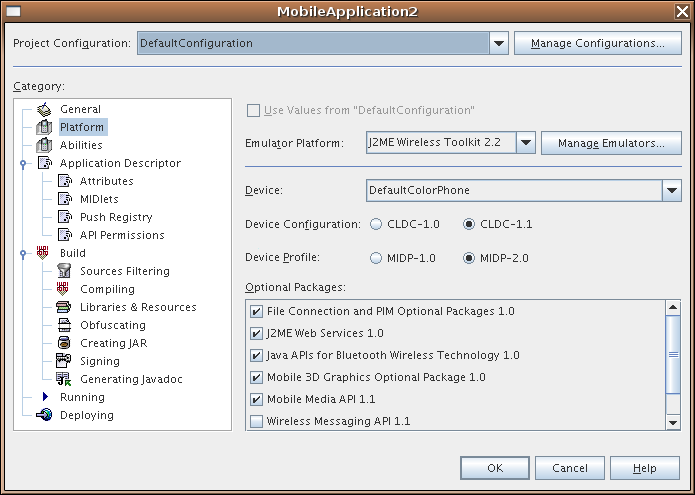 MobileApplication2
Project Configuration: DefaultConfiguration Manage Configurations...
Category:
General
Platform
Abilities
Application Descriptor
Attributes
MIDlets
Push Registry
API Permissions
Build
Sources Filtering
Compiling
Libraries & Resources
Obfuscating
Creating JAR
Signing
Generating Javadoc
Running
Deploying
Use Values from "DefaultConfiguration"
Emulator Platform: J2ME Wireless Toolkit 2.2 Manage Emulators...
Device: DefaultColorPhone
Device Configuration: CLDC-1.0 CLDC-1.1
Device Profile: MIDP-1.0 MIDP-2.0
Optional Packages:
File Connection and PIM Optional Packages 1.0
J2ME Web Services 1.0
Java APIs for Bluetooth Wireless Technology 1.0
Mobile 3D Graphics Optional Package 1.0
Mobile Media API 1.1
Wireless Messaging API 1.1
OK Cancel Help